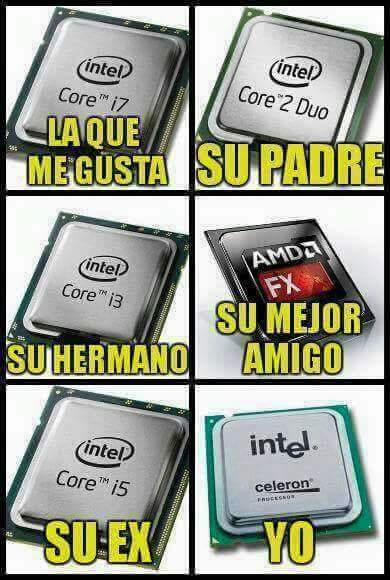 intel
Core™ i7
LA QUE
ME GUSTA
intel
Core™2 Duo
SU PADRE
intel
Core™ i3
SU HERMANO
AMD
FX
SU MEJOR
AMIGO
intel
Core™ i5
SU EX
intel®
celeron®
PROCESSOR
YO